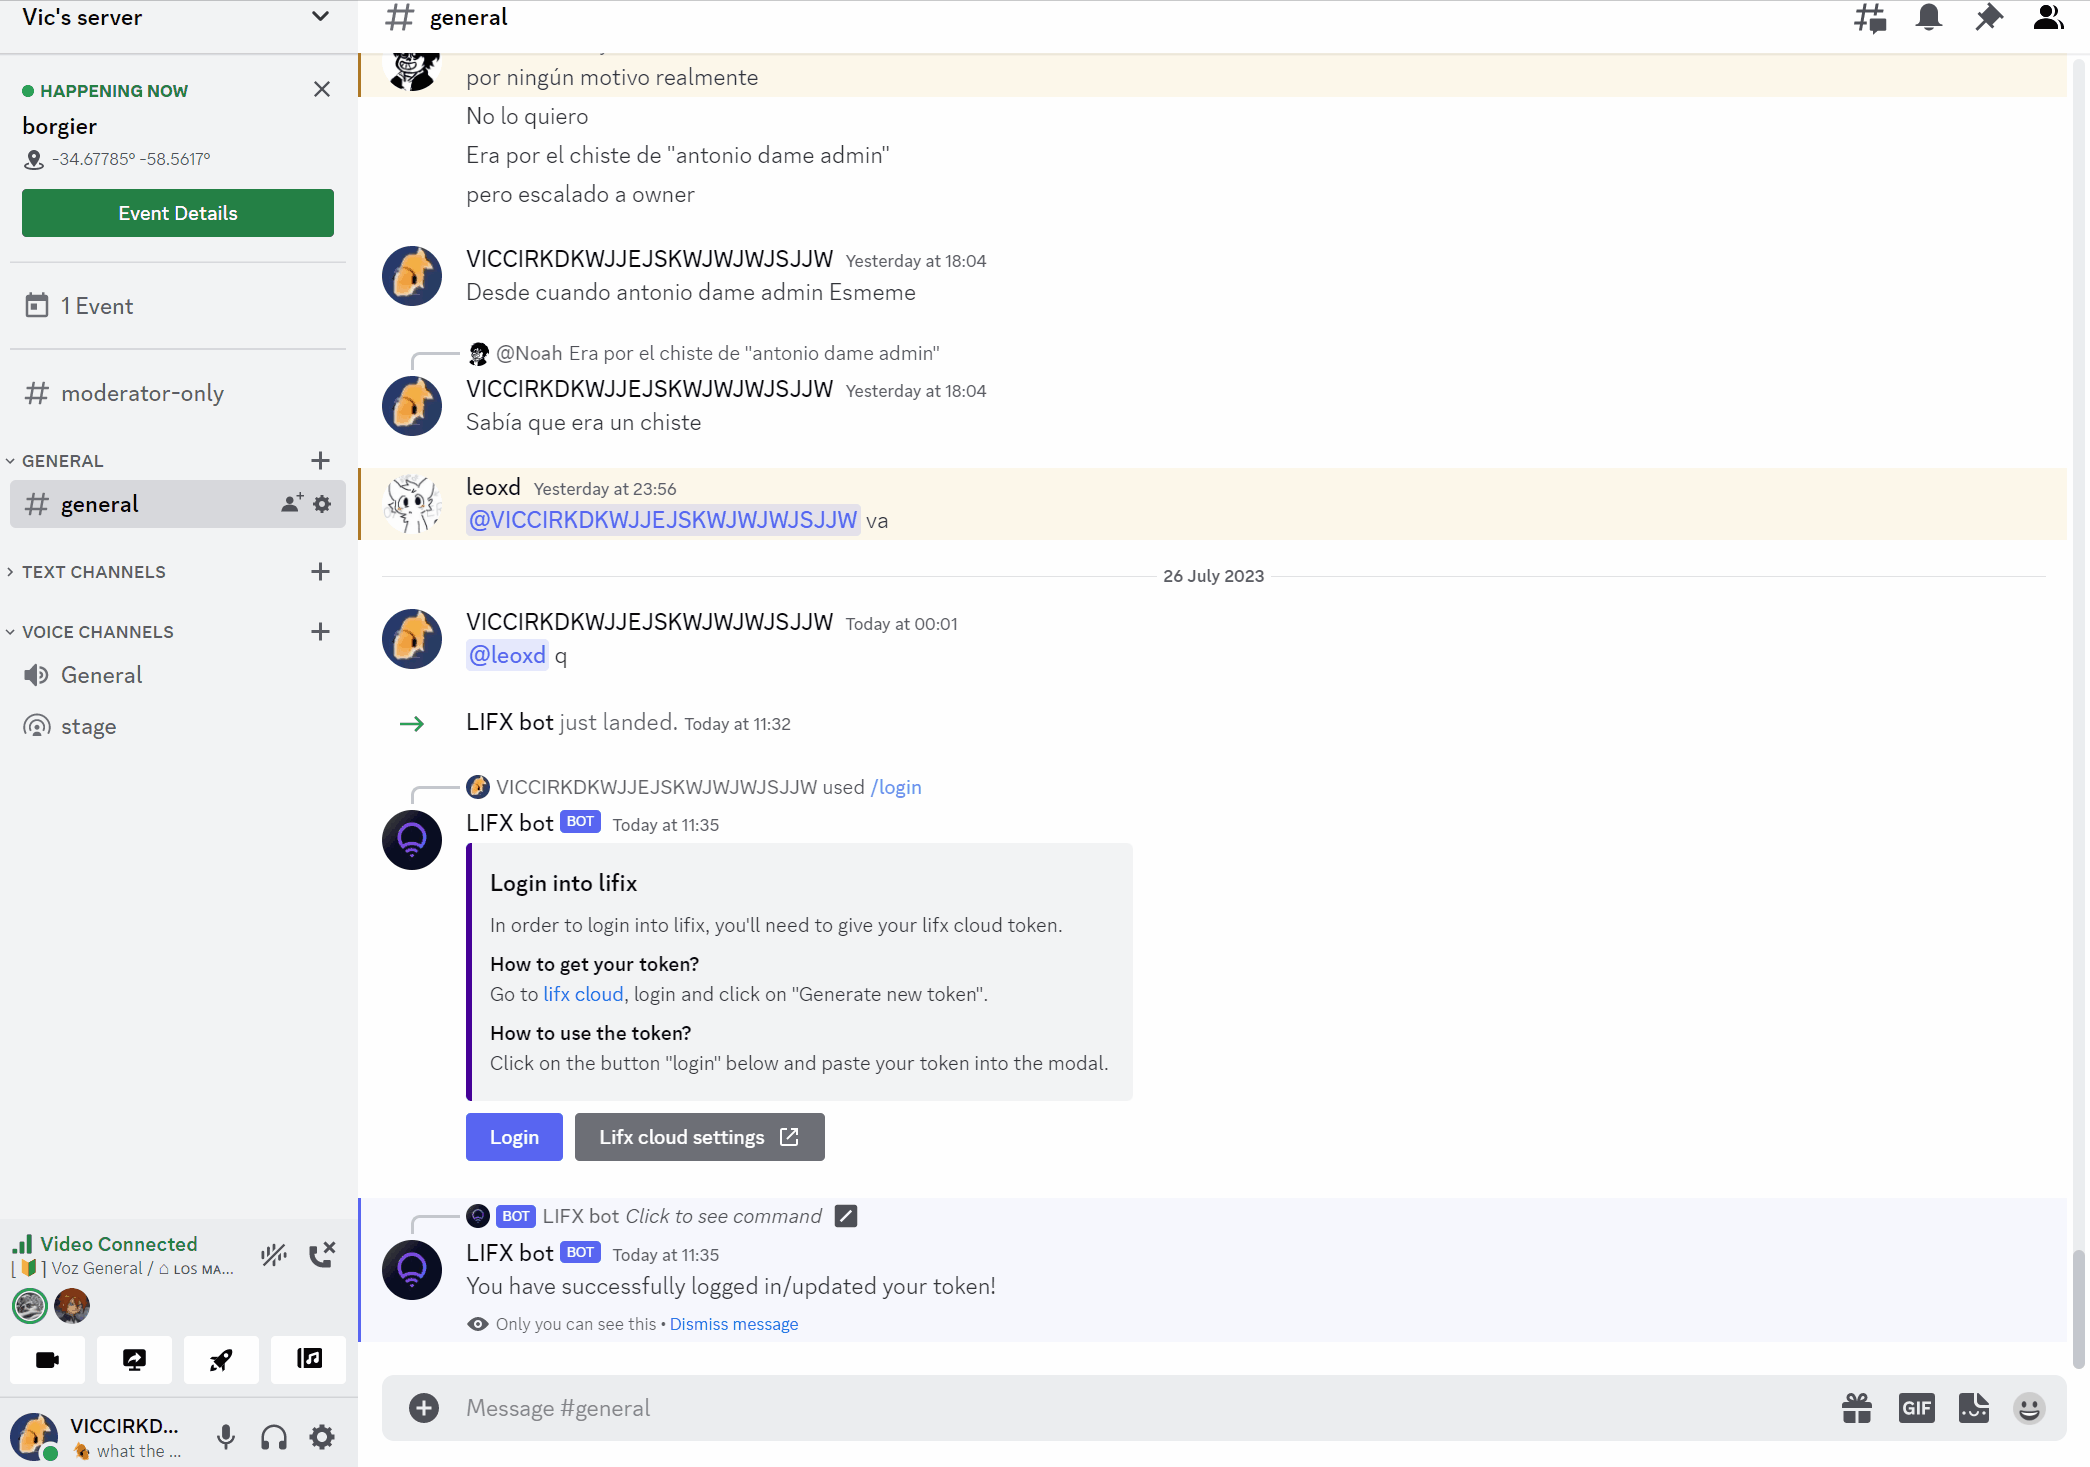 Vic's server
HAPPENING NOW
borgier
-34.67785° -58.5617°
Event Details
1 Event
moderator-only
GENERAL
general
TEXT CHANNELS
VOICE CHANNELS
General
stage
Video Connected
[🔰] Voz General / ⌂ ʟᴏs ᴍᴀ...
VICCIRKD...
what the ...
general
por ningún motivo realmente
No lo quiero
Era por el chiste de "antonio dame admin"
pero escalado a owner
VICCIRKDKWJJEJSKWJWJWJSJJW Yesterday at 18:04
Desde cuando antonio dame admin Esmeme
@Noah Era por el chiste de "antonio dame admin"
VICCIRKDKWJJEJSKWJWJWJSJJW Yesterday at 18:04
Sabía que era un chiste
leoxd Yesterday at 23:56
@VICCIRKDKWJJEJSKWJWJWJSJJW va
26 July 2023
VICCIRKDKWJJEJSKWJWJWJSJJW Today at 00:01
@leoxd q
LIFX bot just landed. Today at 11:32
VICCIRKDKWJJEJSKWJWJWJSJJW used /login
LIFX bot BOT Today at 11:35
Login into lifix
In order to login into lifix, you'll need to give your lifx cloud token.
How to get your token?
Go to lifx cloud, login and click on "Generate new token".
How to use the token?
Click on the button "login" below and paste your token into the modal.
Login
Lifx cloud settings
BOT LIFX bot Click to see command
LIFX bot BOT Today at 11:35
You have successfully logged in/updated your token!
Only you can see this • Dismiss message
Message #general
GIF